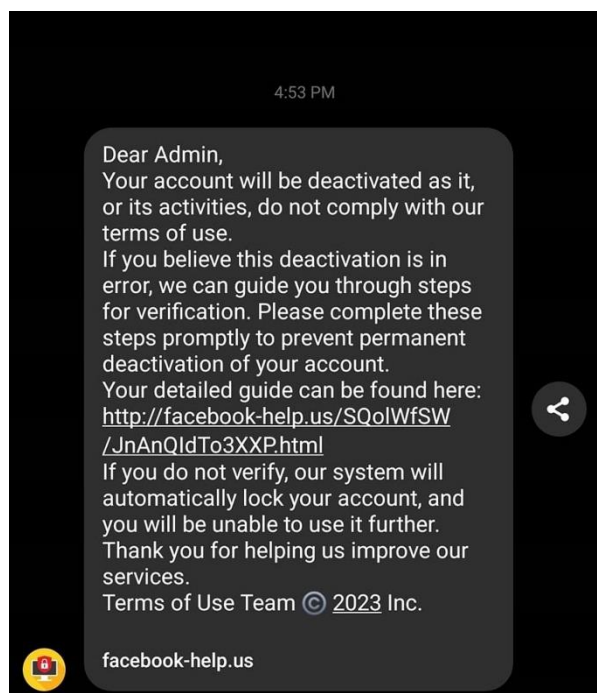 4:53 PM
Dear Admin,
Your account will be deactivated as it,
or its activities, do not comply with our
terms of use.
If you believe this deactivation is in
error, we can guide you through steps
for verification. Please complete these
steps promptly to prevent permanent
deactivation of your account.
Your detailed guide can be found here:
http://facebook-help.us/SQolWfSW
/JnAnQIdTo3XXP.html
If you do not verify, our system will
automatically lock your account, and
you will be unable to use it further.
Thank you for helping us improve our
services.
Terms of Use Team © 2023 Inc.
facebook-help.us